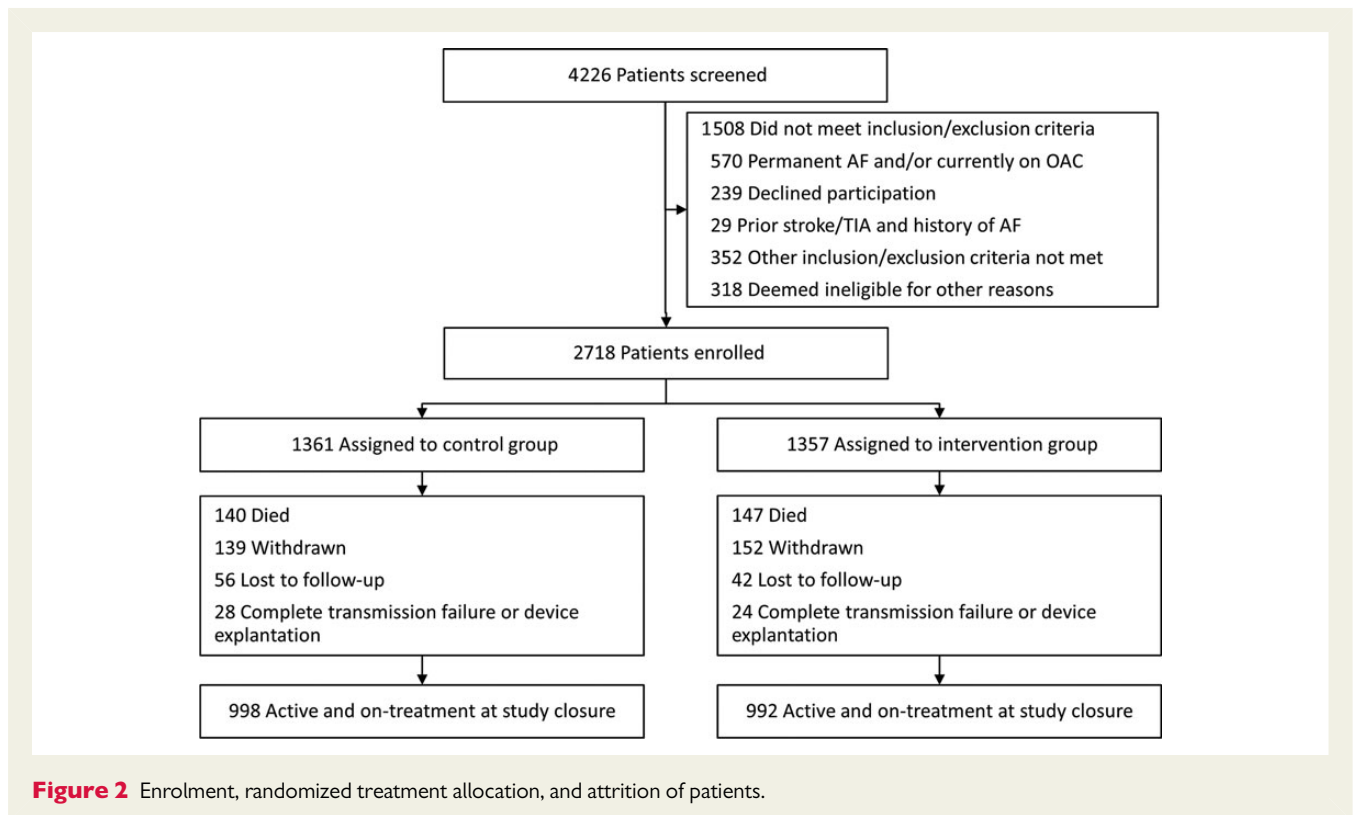 4226 Patients screened
1508 Did not meet inclusion/exclusion criteria
570 Permanent AF and/or currently on OAC
239 Declined participation
29 Prior stroke/TIA and history of AF
352 Other inclusion/exclusion criteria not met
318 Deemed ineligible for other reasons
2718 Patients enrolled
1361 Assigned to control group
1357 Assigned to intervention group
140 Died
139 Withdrawn
56 Lost to follow-up
28 Complete transmission failure or device
explantation
147 Died
152 Withdrawn
42 Lost to follow-up
24 Complete transmission failure or device
explantation
998 Active and on-treatment at study closure
992 Active and on-treatment at study closure
Figure 2 Enrolment, randomized treatment allocation, and attrition of patients.